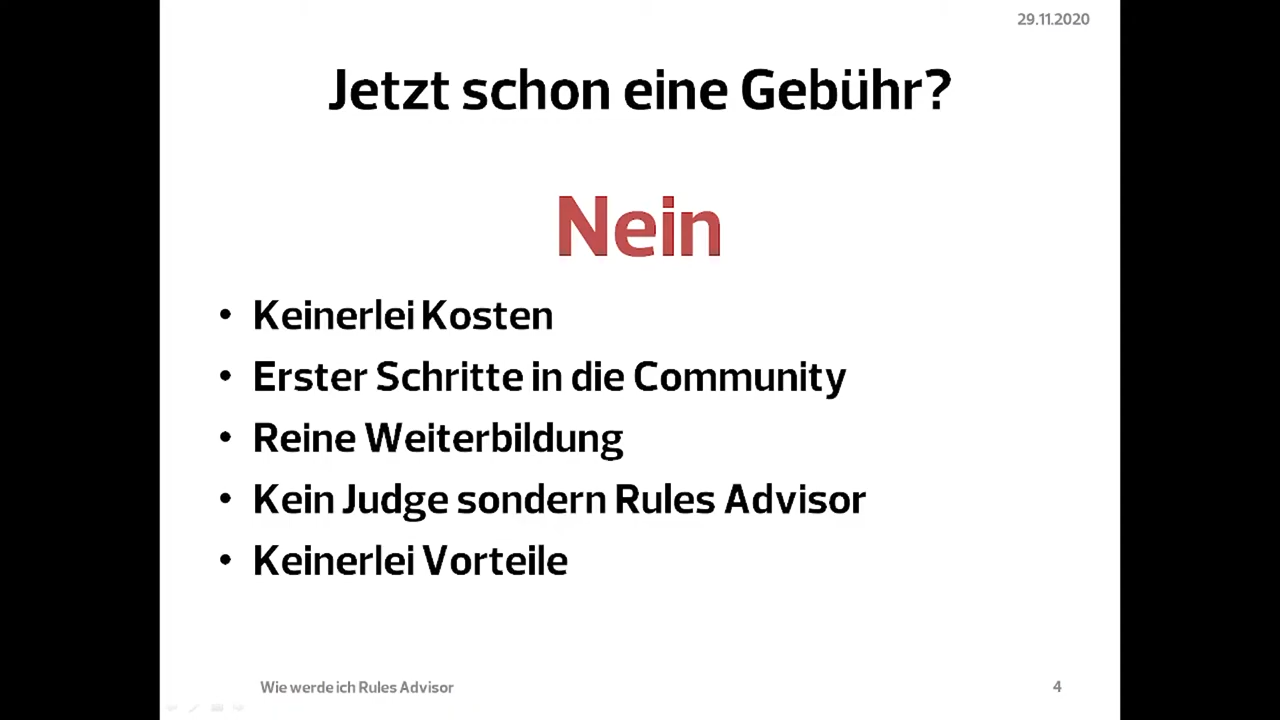 29.11.2020
Jetzt schon eine Gebühr?
Nein
• Keinerlei Kosten
• Erster Schritte in die Community
• Reine Weiterbildung
• Kein Judge sondern Rules Advisor
• Keinerlei Vorteile
Wie werde ich Rules Advisor
4